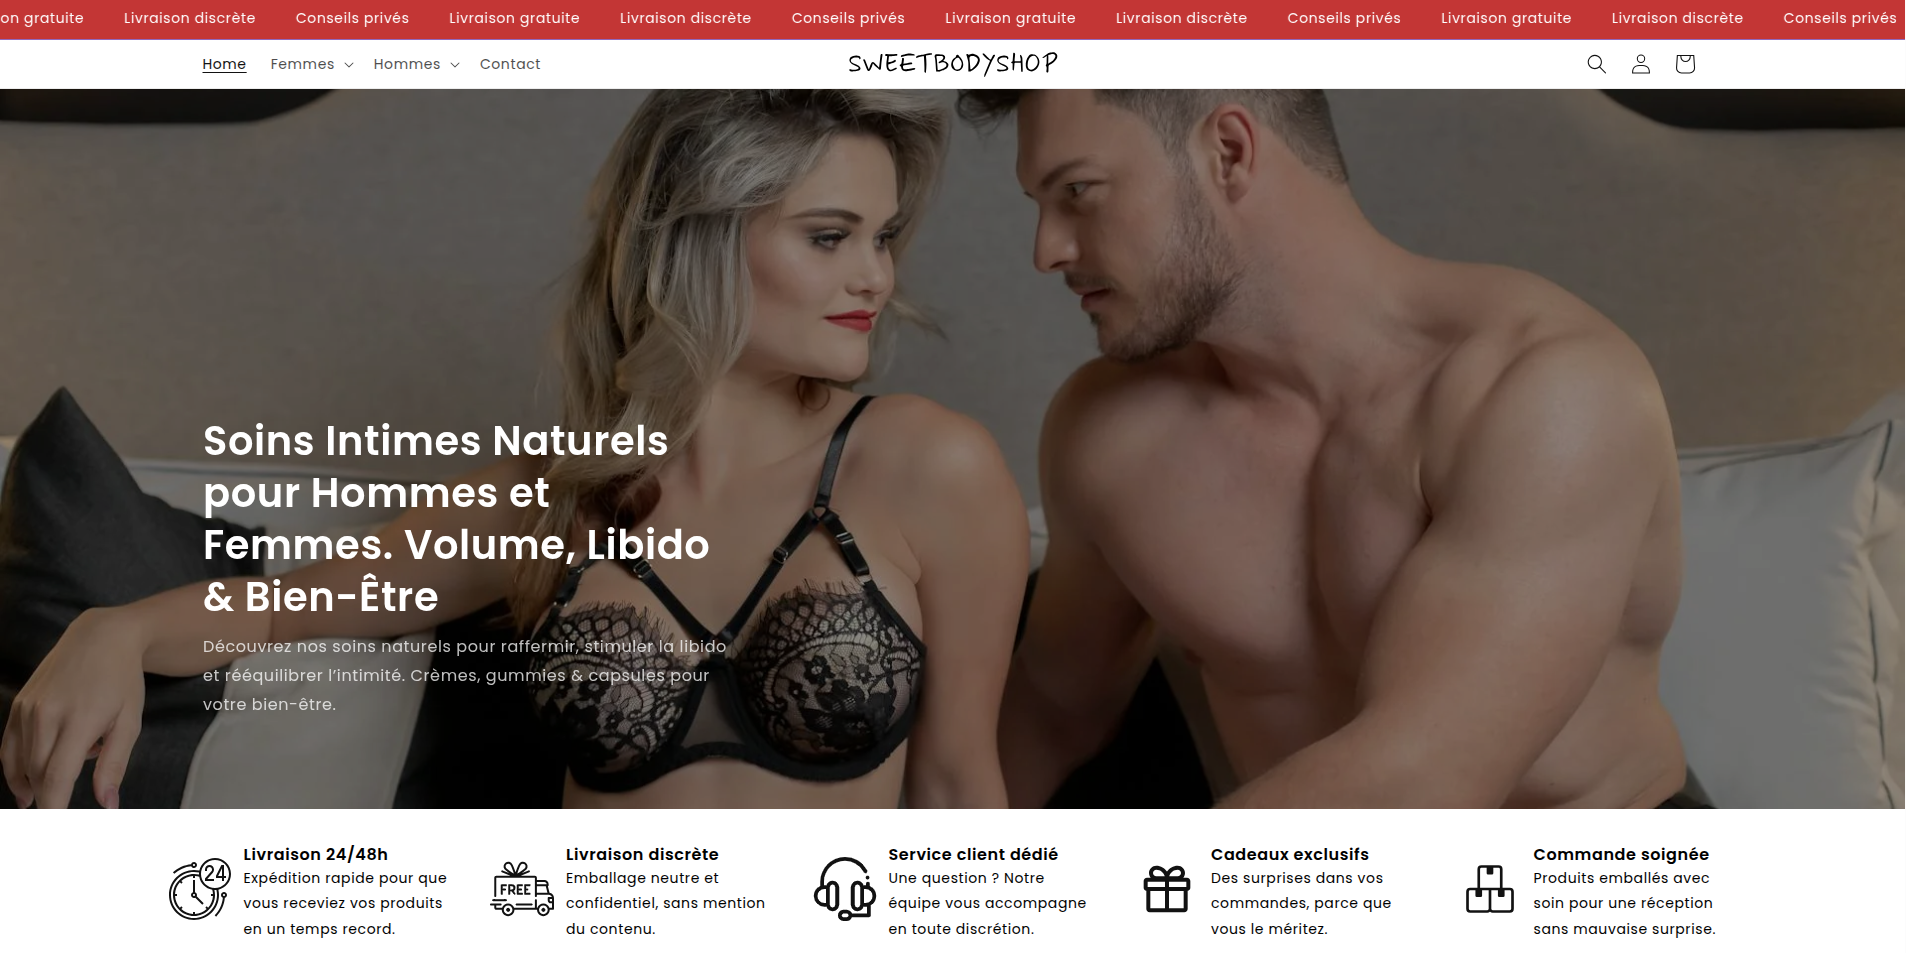 on gratuite Livraison discrète Conseils privés Livraison gratuite Livraison discrète Conseils privés Livraison gratuite Livraison discrète Conseils privés Livraison gratuite Livraison discrète Conseils privés
Home Femmes Hommes Contact SWEETBODYSHOP
Soins Intimes Naturels
pour Hommes et
Femmes. Volume, Libido
& Bien-Être
Découvrez nos soins naturels pour raffermir, stimuler la libido
et rééquilibrer l’intimité. Crèmes, gummies & capsules pour
votre bien-être.
24
Livraison 24/48h
Expédition rapide pour que
vous receviez vos produits
en un temps record.
FREE
Livraison discrète
Emballage neutre et
confidentiel, sans mention
du contenu.
Service client dédié
Une question ? Notre
équipe vous accompagne
en toute discrétion.
Cadeaux exclusifs
Des surprises dans vos
commandes, parce que
vous le méritez.
Commande soignée
Produits emballés avec
soin pour une réception
sans mauvaise surprise.